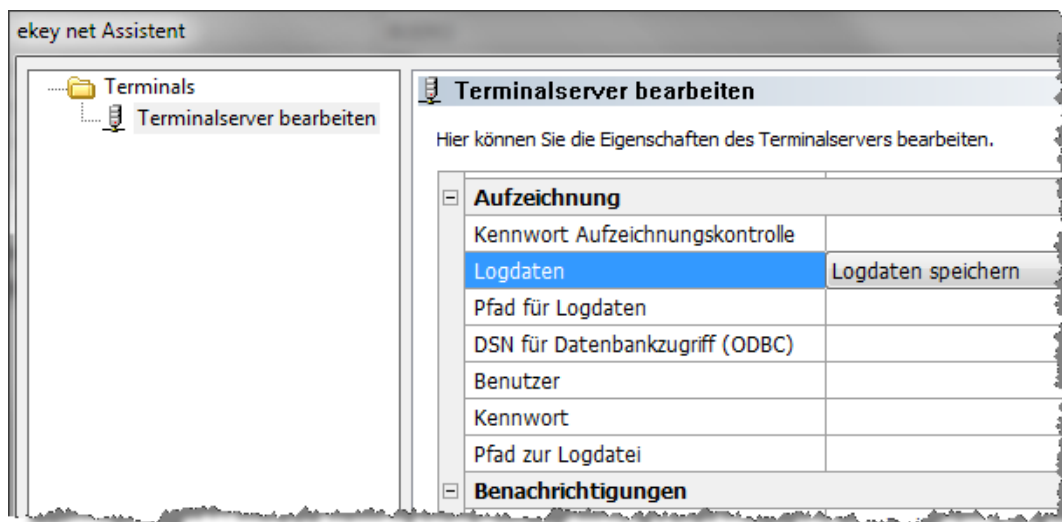 ekey net Assistent
Terminals
Terminalserver bearbeiten
Terminalserver bearbeiten
Hier können Sie die Eigenschaften des Terminalservers bearbeiten.
Aufzeichnung
Kennwort Aufzeichnungskontrolle
Logdaten Logdaten speichern
Pfad für Logdaten
DSN für Datenbankzugriff (ODBC)
Benutzer
Kennwort
Pfad zur Logdatei
Benachrichtigungen